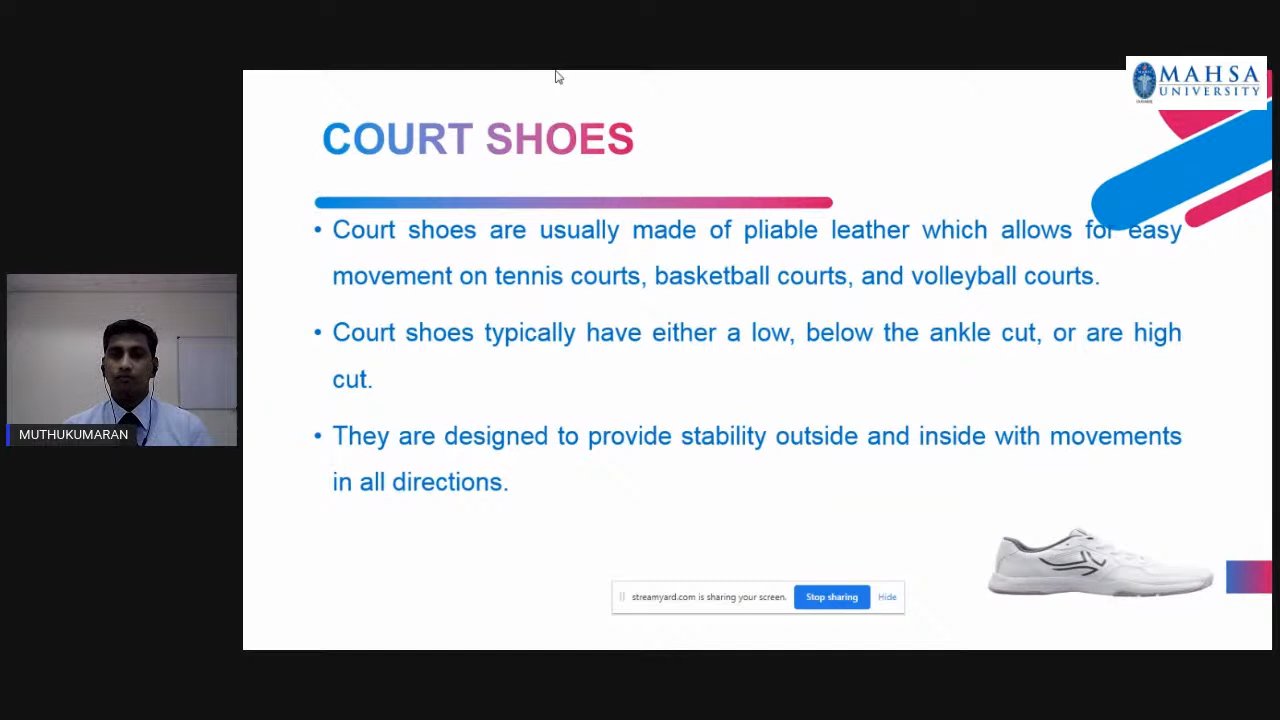 MAHSA
UNIVERSITY
COURT SHOES
• Court shoes are usually made of pliable leather which allows for easy
movement on tennis courts, basketball courts, and volleyball courts.
• Court shoes typically have either a low, below the ankle cut, or are high
cut.
• They are designed to provide stability outside and inside with movements
in all directions.
MUTHUKUMARAN
streamyard.com is sharing your screen.
Stop sharing
Hide